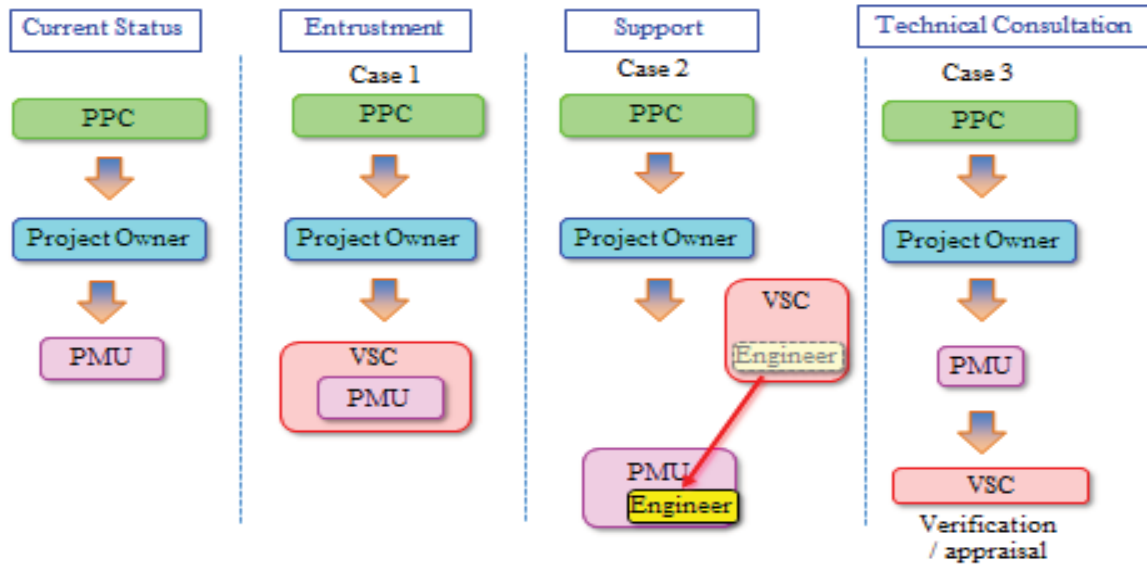 Current Status
PPC
Project Owner
PMU
Entrustment
Case 1
PPC
Project Owner
VSC
PMU
Support
Case 2
PPC
Project Owner
VSC
Engineer
PMU
Engineer
Technical Consultation
Case 3
PPC
Project Owner
PMU
VSC
Verification
/ appraisal